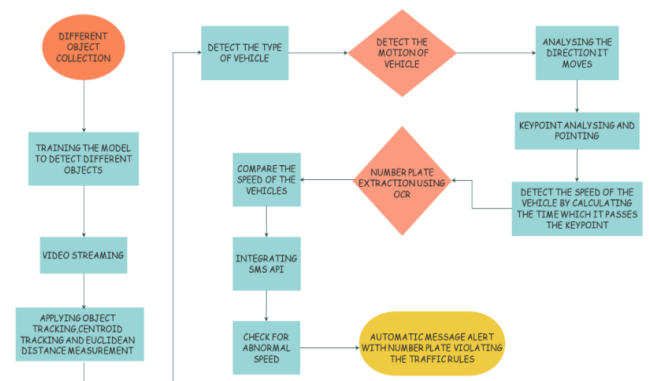 DIFFERENT
OBJECT
COLLECTION
TRAINING THE MODEL
TO DETECT DIFFERENT
OBJECTS
VIDEO STREAMING
APPLYING OBJECT
TRACKING,CENTROID
TRACKING AND EUCLIDEAN
DISTANCE MEASUREMENT
DETECT THE TYPE
OF VEHICLE
DETECT THE
MOTION OF
VEHICLE
ANALYSING THE
DIRECTION IT
MOVES
KEYPOINT ANALYSING AND
POINTING
DETECT THE SPEED OF THE
VEHICLE BY CALCULATING
THE TIME WHICH IT PASSES
THE KEYPOINT
NUMBER PLATE
EXTRACTION USING
OCR
COMPARE THE
SPEED OF THE
VEHICLES
INTEGRATING
SMS API
CHECK FOR
ABNORMAL
SPEED
AUTOMATIC MESSAGE ALERT
WITH NUMBER PLATE VIOLATING
THE TRAFFIC RULES